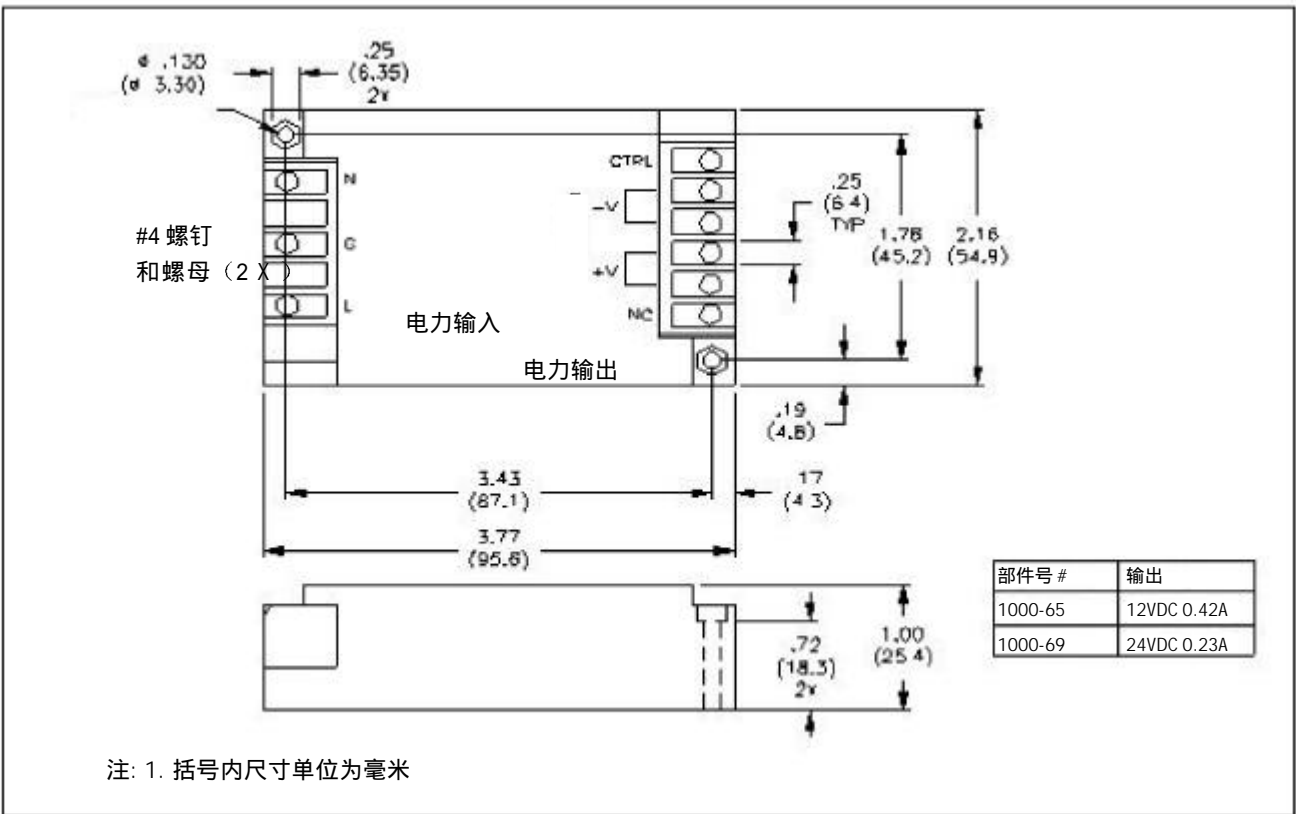 ø .130
(ø 3.30)
.25
(6.35)
2x
CTRL
N
-V
.25
(6 4)
TYP
#4 螺钉
和螺母（2 X ）
G
1.78
(45.2)
2.16
(54.9)
+V
L
NC
电力输入
电力输出
.19
(4.8)
3.43
(87.1)
17
(4 3)
3.77
(95.8)
部件号 # 输出
1000-65 12VDC 0.42A
1000-69 24VDC 0.23A
.72
(18.3)
2x
1.00
(25 4)
注: 1. 括号内尺寸单位为毫米